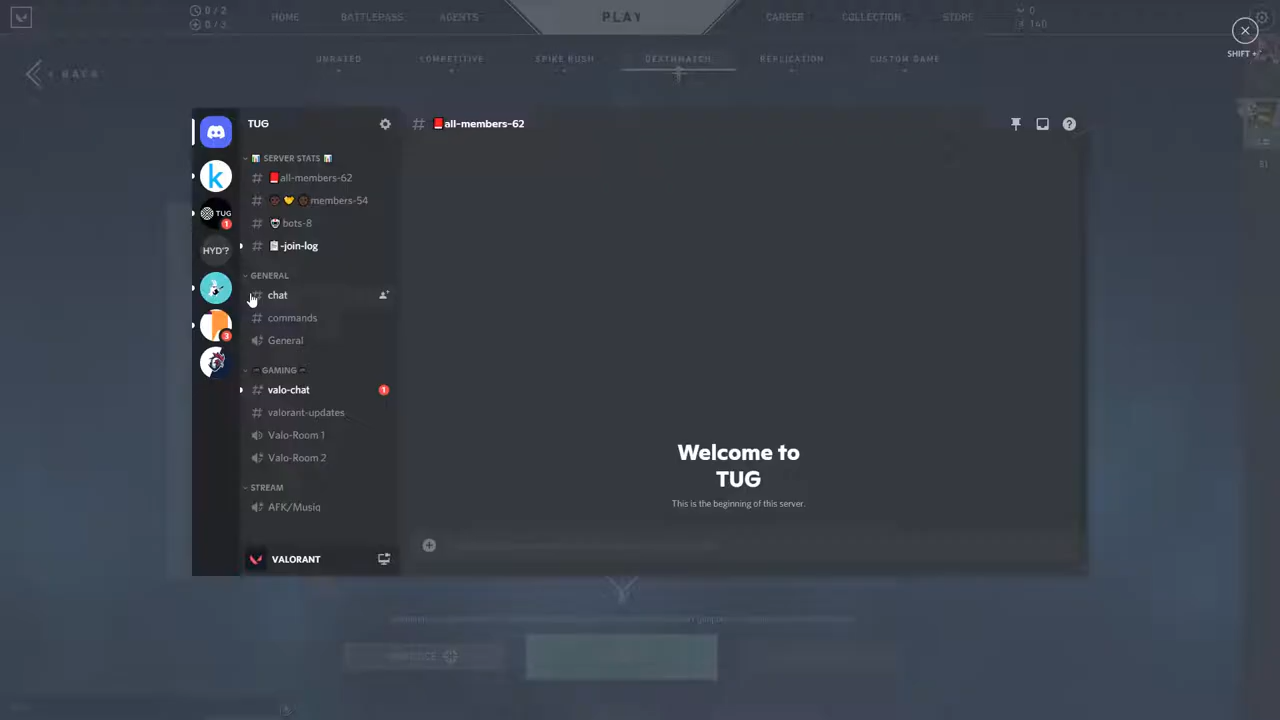 0 / 2
0 / 3
HOME
BATTLEPASS
AGENTS
PLAY
CAREER
COLLECTION
STORE
0
140
SHIFT +
BACK
UNRATED
COMPETITIVE
SPIKE RUSH
DEATHMATCH
REPLICATION
CUSTOM GAME
TUG
# 📕all-members-62
📊 SERVER STATS 📊
# 📕all-members-62
# members-54
# bots-8
# 📋-join-log
k
TUG
1
HYD'?
GENERAL
# chat
# commands
General
3
GAMING
# valo-chat
1
# valorant-updates
Valo-Room 1
Valo-Room 2
STREAM
AFK/Musiq
VALORANT
Welcome to
TUG
This is the beginning of this server.